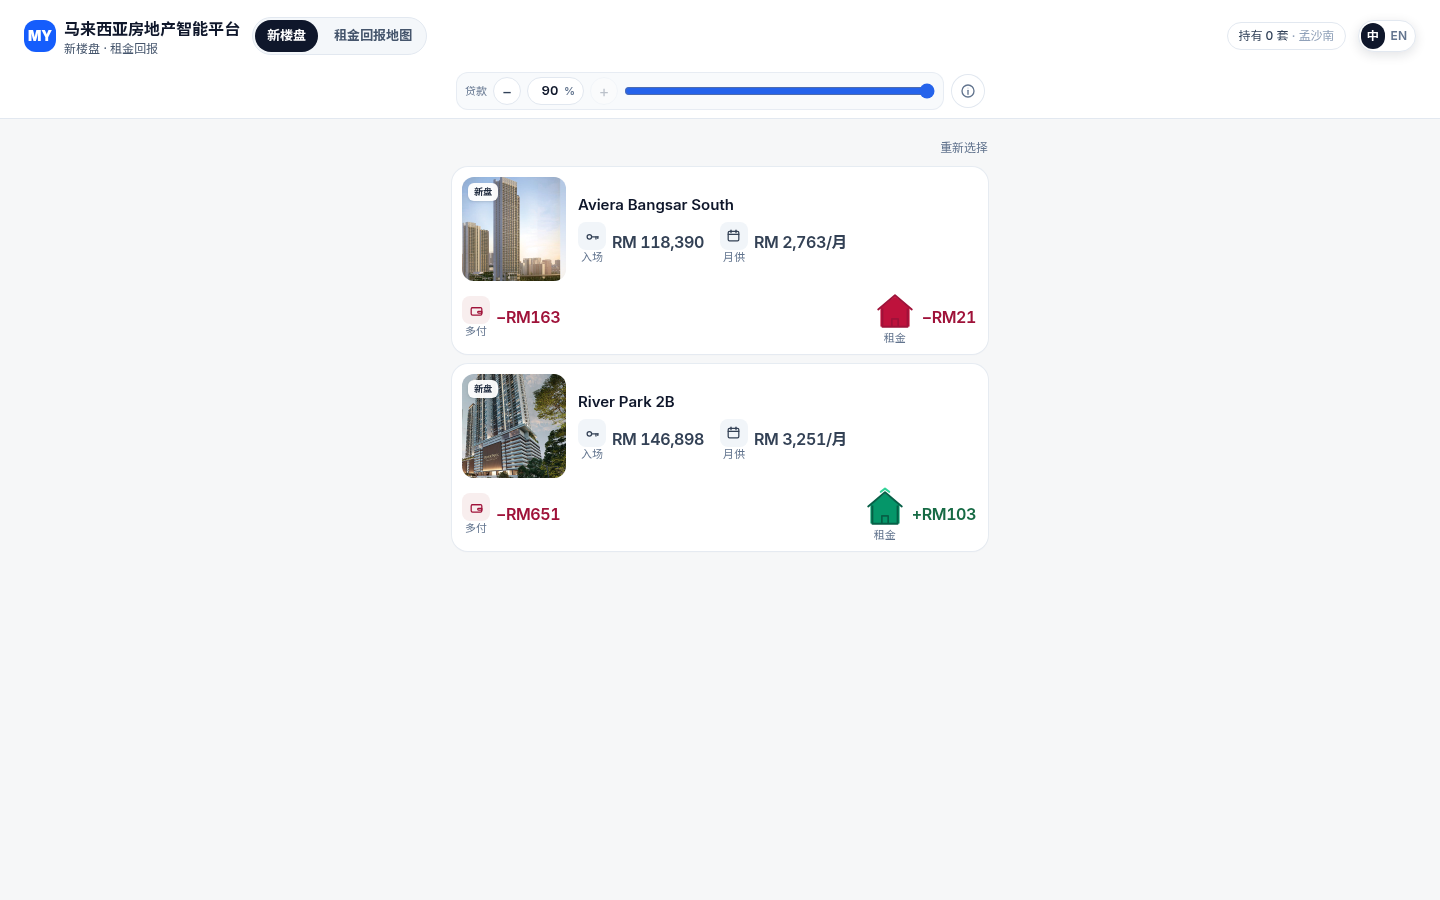 MY
马来西亚房地产智能平台
新楼盘 · 租金回报
新楼盘
租金回报地图
持有 0 套 · 孟沙南
中
EN
贷款
−
90 %
+
重新选择
新盘
Aviera Bangsar South
RM 118,390
入场
RM 2,763/月
月供
−RM163
多付
−RM21
租金
新盘
River Park 2B
RM 146,898
入场
RM 3,251/月
月供
−RM651
多付
+RM103
租金